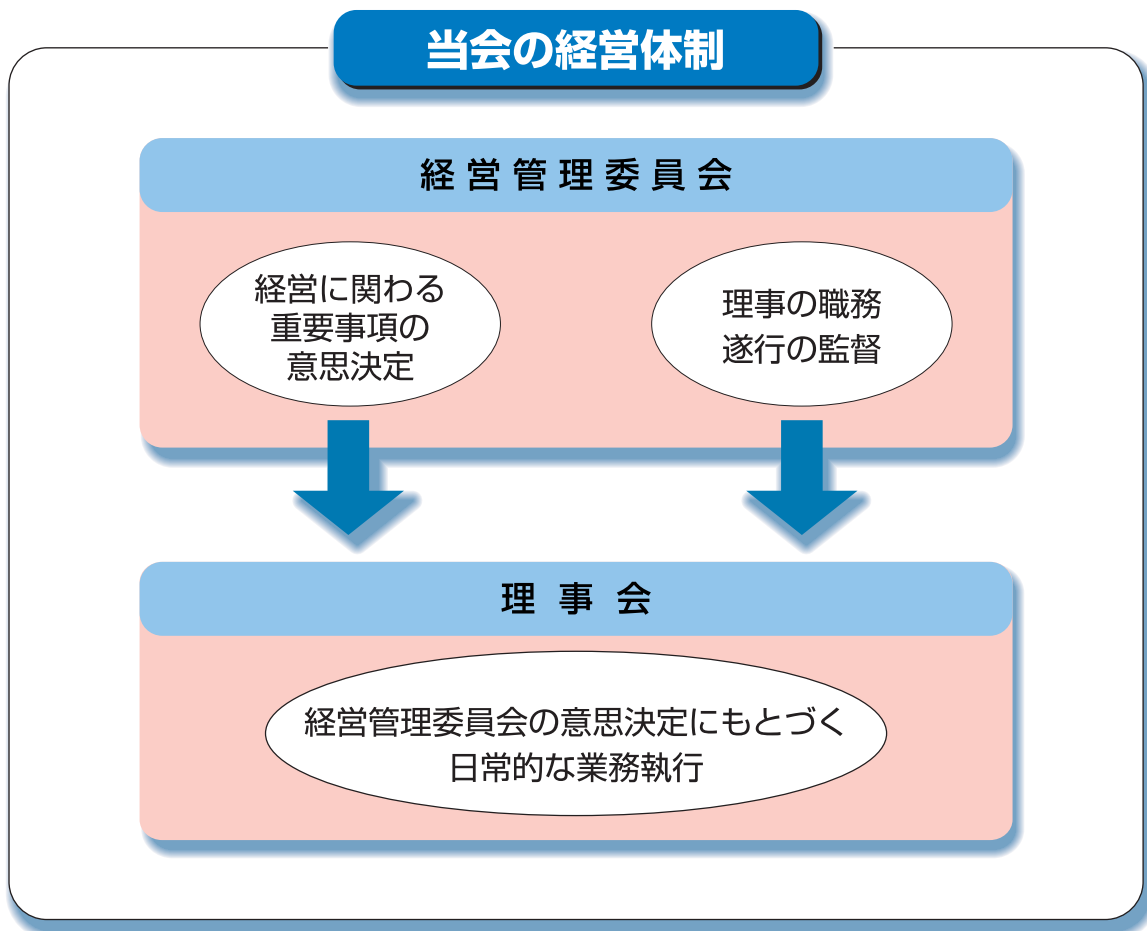 当会の経営体制
経営管理委員会
経営に関わる
重要事項の
意思決定
理事の職務
遂行の監督
理事会
経営管理委員会の意思決定にもとづく
日常的な業務執行